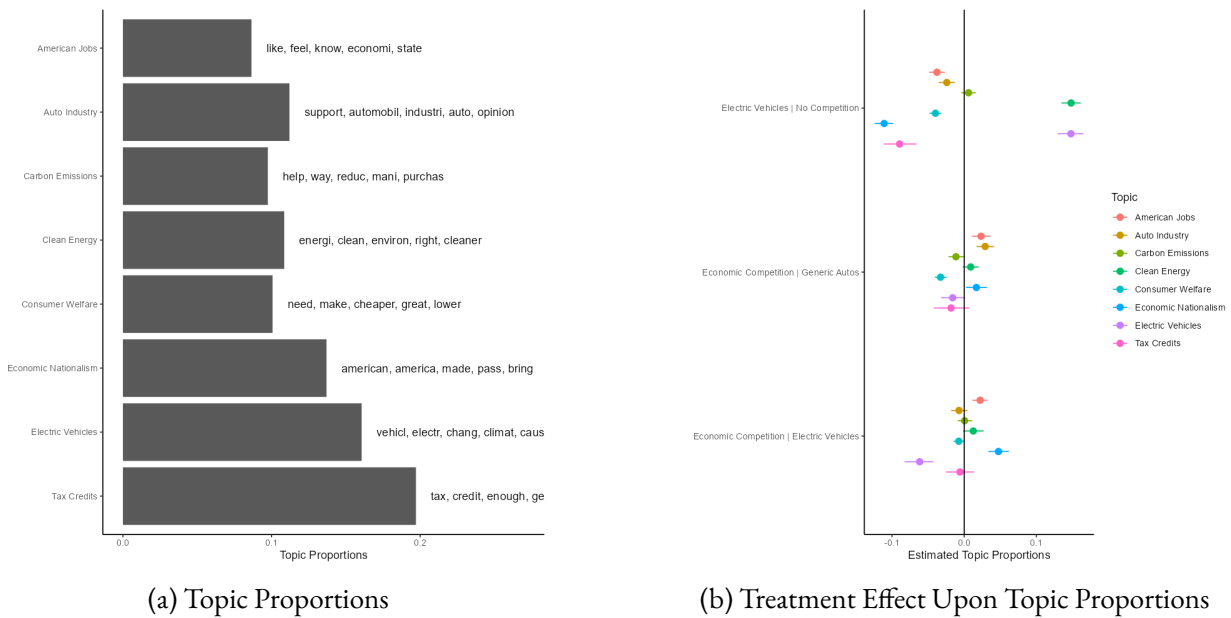 American Jobs
like, feel, know, economi, state
Auto Industry
support, automobil, industri, auto, opinion
Carbon Emissions
help, way, reduc, mani, purchas
Clean Energy
energi, clean, environ, right, cleaner
Consumer Welfare
need, make, cheaper, great, lower
Economic Nationalism
american, america, made, pass, bring
Electric Vehicles
vehicl, electr, chang, climat, caus
Tax Credits
tax, credit, enough, ge
0.0 0.1 0.2
Topic Proportions
(a) Topic Proportions
Electric Vehicles | No Competition
Economic Competition | Generic Autos
Economic Competition | Electric Vehicles
-0.1 0.0 0.1
Estimated Topic Proportions
Topic
American Jobs
Auto Industry
Carbon Emissions
Clean Energy
Consumer Welfare
Economic Nationalism
Electric Vehicles
Tax Credits
(b) Treatment Effect Upon Topic Proportions